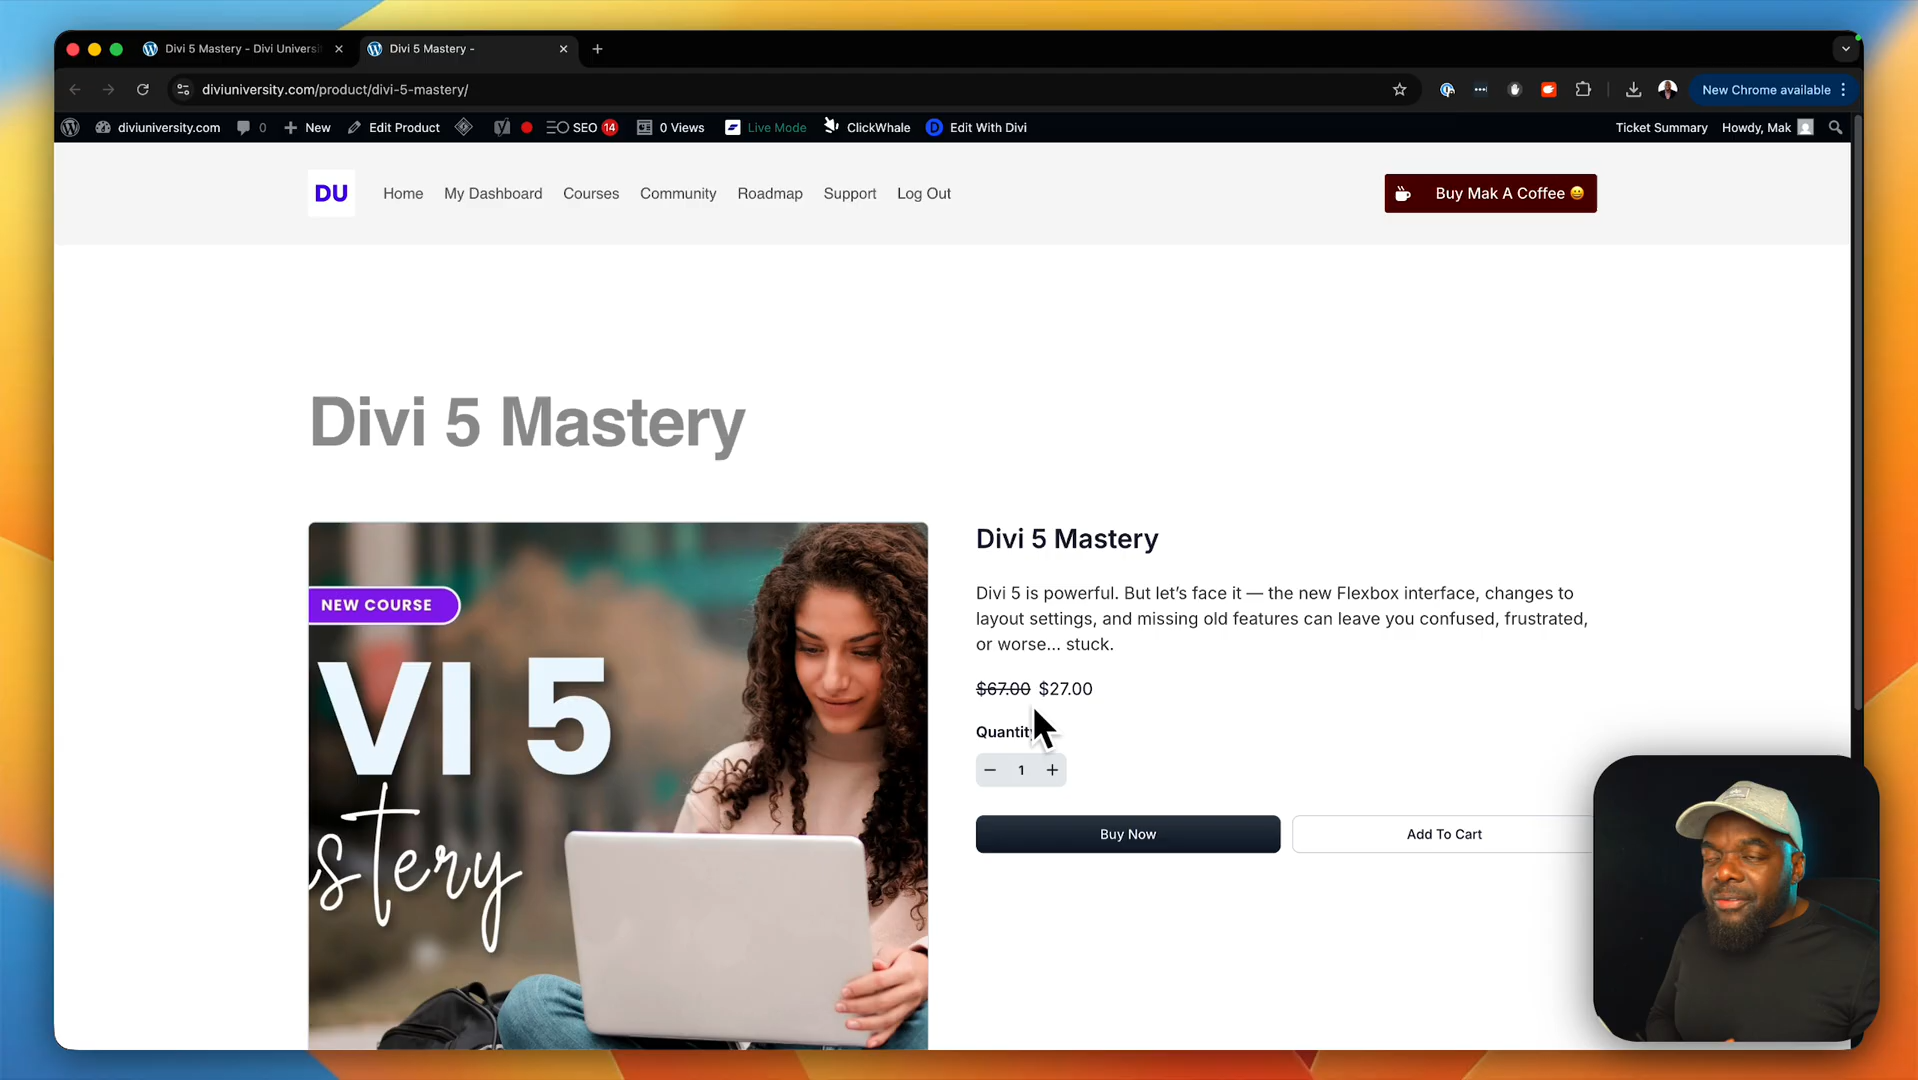 Divi 5 Mastery - Divi Universi
Divi 5 Mastery -
diviuniversity.com/product/divi-5-mastery/
New Chrome available
diviuniversity.com
0
New
Edit Product
SEO 14
0 Views
Live Mode
ClickWhale
Edit With Divi
Ticket Summary
Howdy, Mak
DU
Home
My Dashboard
Courses
Community
Roadmap
Support
Log Out
Buy Mak A Coffee 😀
Divi 5 Mastery
NEW COURSE
VI 5
stery
Divi 5 Mastery
Divi 5 is powerful. But let’s face it — the new Flexbox interface, changes to
layout settings, and missing old features can leave you confused, frustrated,
or worse… stuck.
$67.00 $27.00
Quantity
1
Buy Now
Add To Cart